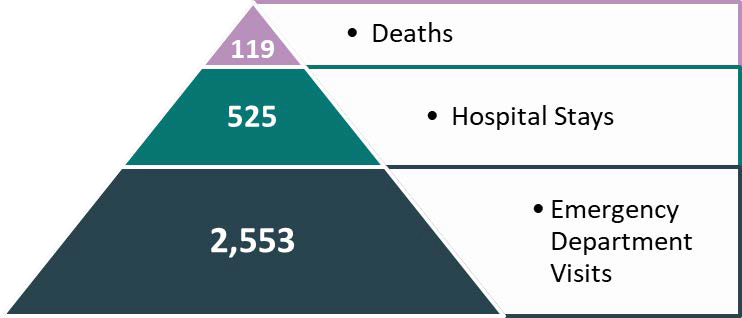 119
• Deaths
525
• Hospital Stays
2,553
• Emergency
Department
Visits